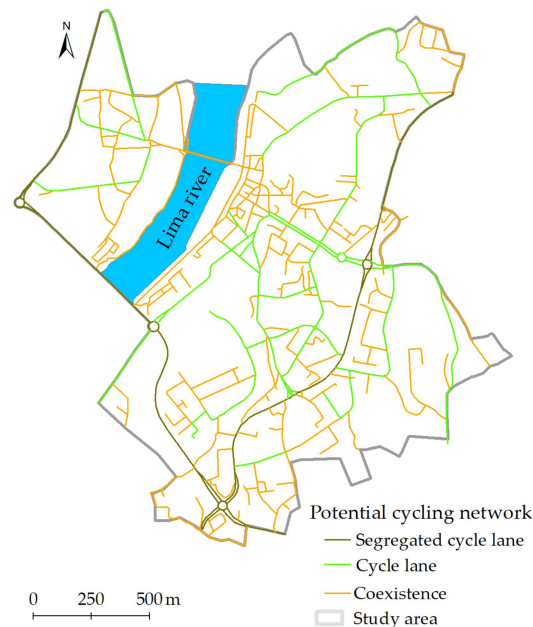 N
Lima river
Potential cycling network
Segregated cycle lane
Cycle lane
Coexistence
Study area
0 250 500 m